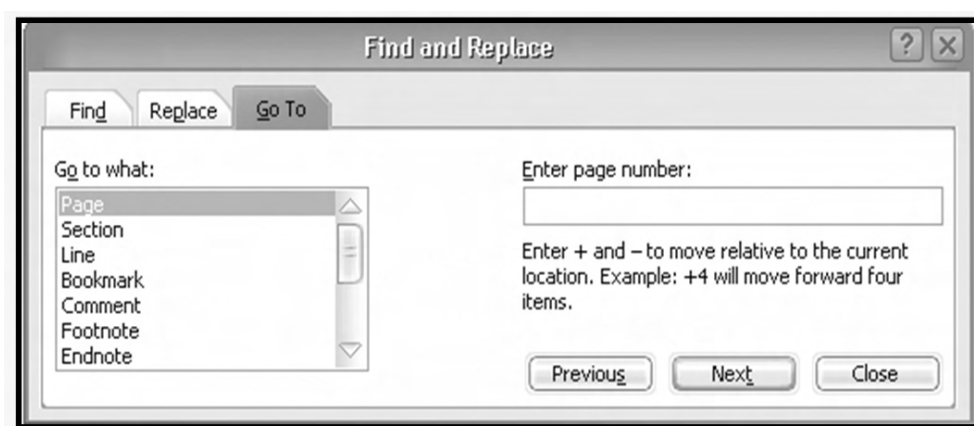 Find and Replace
Find
Replace
Go To
Go to what:
Page
Section
Line
Bookmark
Comment
Footnote
Endnote
Enter page number:
Enter + and – to move relative to the current
location. Example: +4 will move forward four
items.
Previous
Next
Close